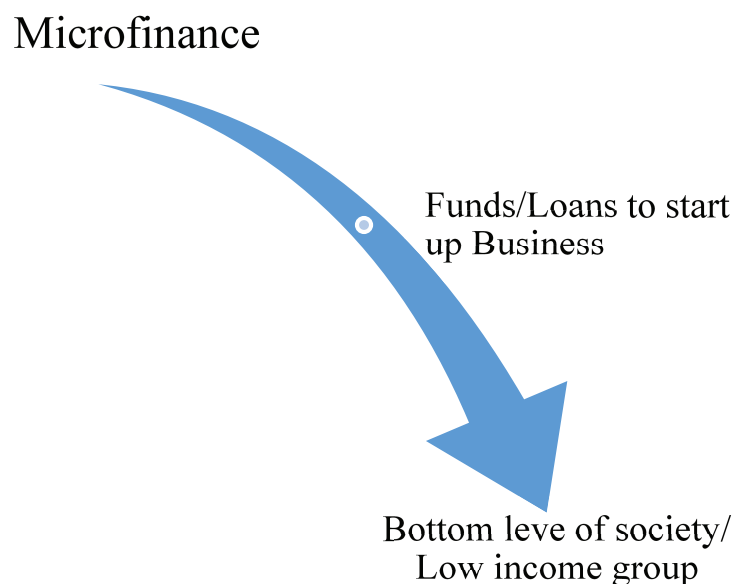 Microfinance
Funds/Loans to start
up Business
Bottom leve of society/
Low income group